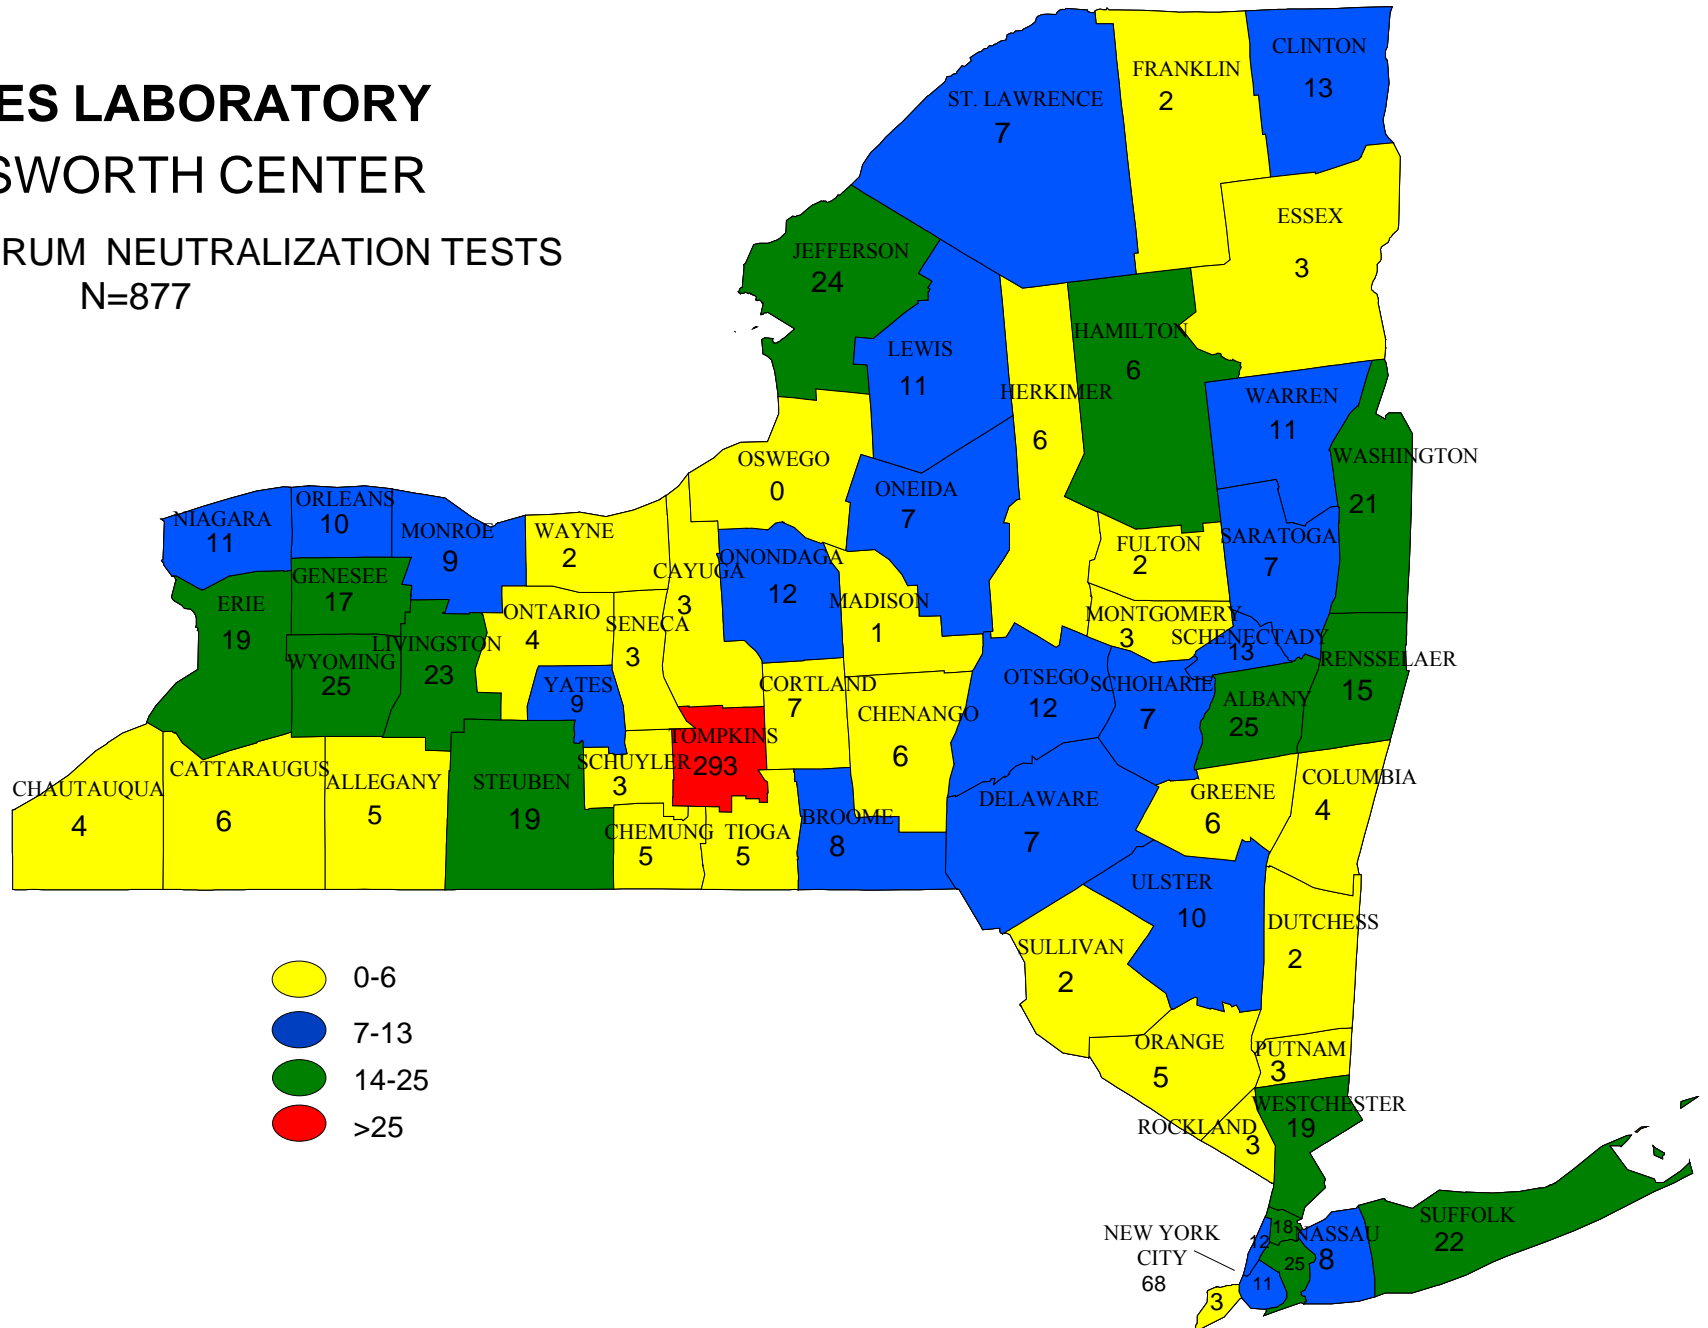 ES LABORATORY
SWORTH CENTER
RUM NEUTRALIZATION TESTS
N=877
CLINTON
13
FRANKLIN
2
ST. LAWRENCE
7
ESSEX
3
JEFFERSON
24
HAMILTON
6
LEWIS
11
HERKIMER
6
WARREN
11
WASHINGTON
21
OSWEGO
0
ONEIDA
7
NIAGARA
11
ORLEANS
10
MONROE
9
WAYNE
2
CAYUGA
3
ONONDAGA
12
MADISON
1
FULTON
2
SARATOGA
7
GENESEE
17
ERIE
19
ONTARIO
4
SENECA
3
MONTGOMERY
3
SCHENECTADY
13
WYOMING
25
LIVINGSTON
23
YATES
9
CORTLAND
7
CHENANGO
6
OTSEGO
12
SCHOHARIE
7
ALBANY
25
RENSSELAER
15
CHAUTAUQUA
4
CATTARAUGUS
6
ALLEGANY
5
STEUBEN
19
SCHUYLER
3
TOMPKINS
293
CHEMUNG
5
TIOGA
5
BROOME
8
DELAWARE
7
GREENE
6
COLUMBIA
4
ULSTER
10
DUTCHESS
2
SULLIVAN
2
ORANGE
5
PUTNAM
3
WESTCHESTER
19
ROCKLAND
3
NEW YORK
CITY
68
18
12
25
11
3
NASSAU
8
SUFFOLK
22
0-6
7-13
14-25
>25